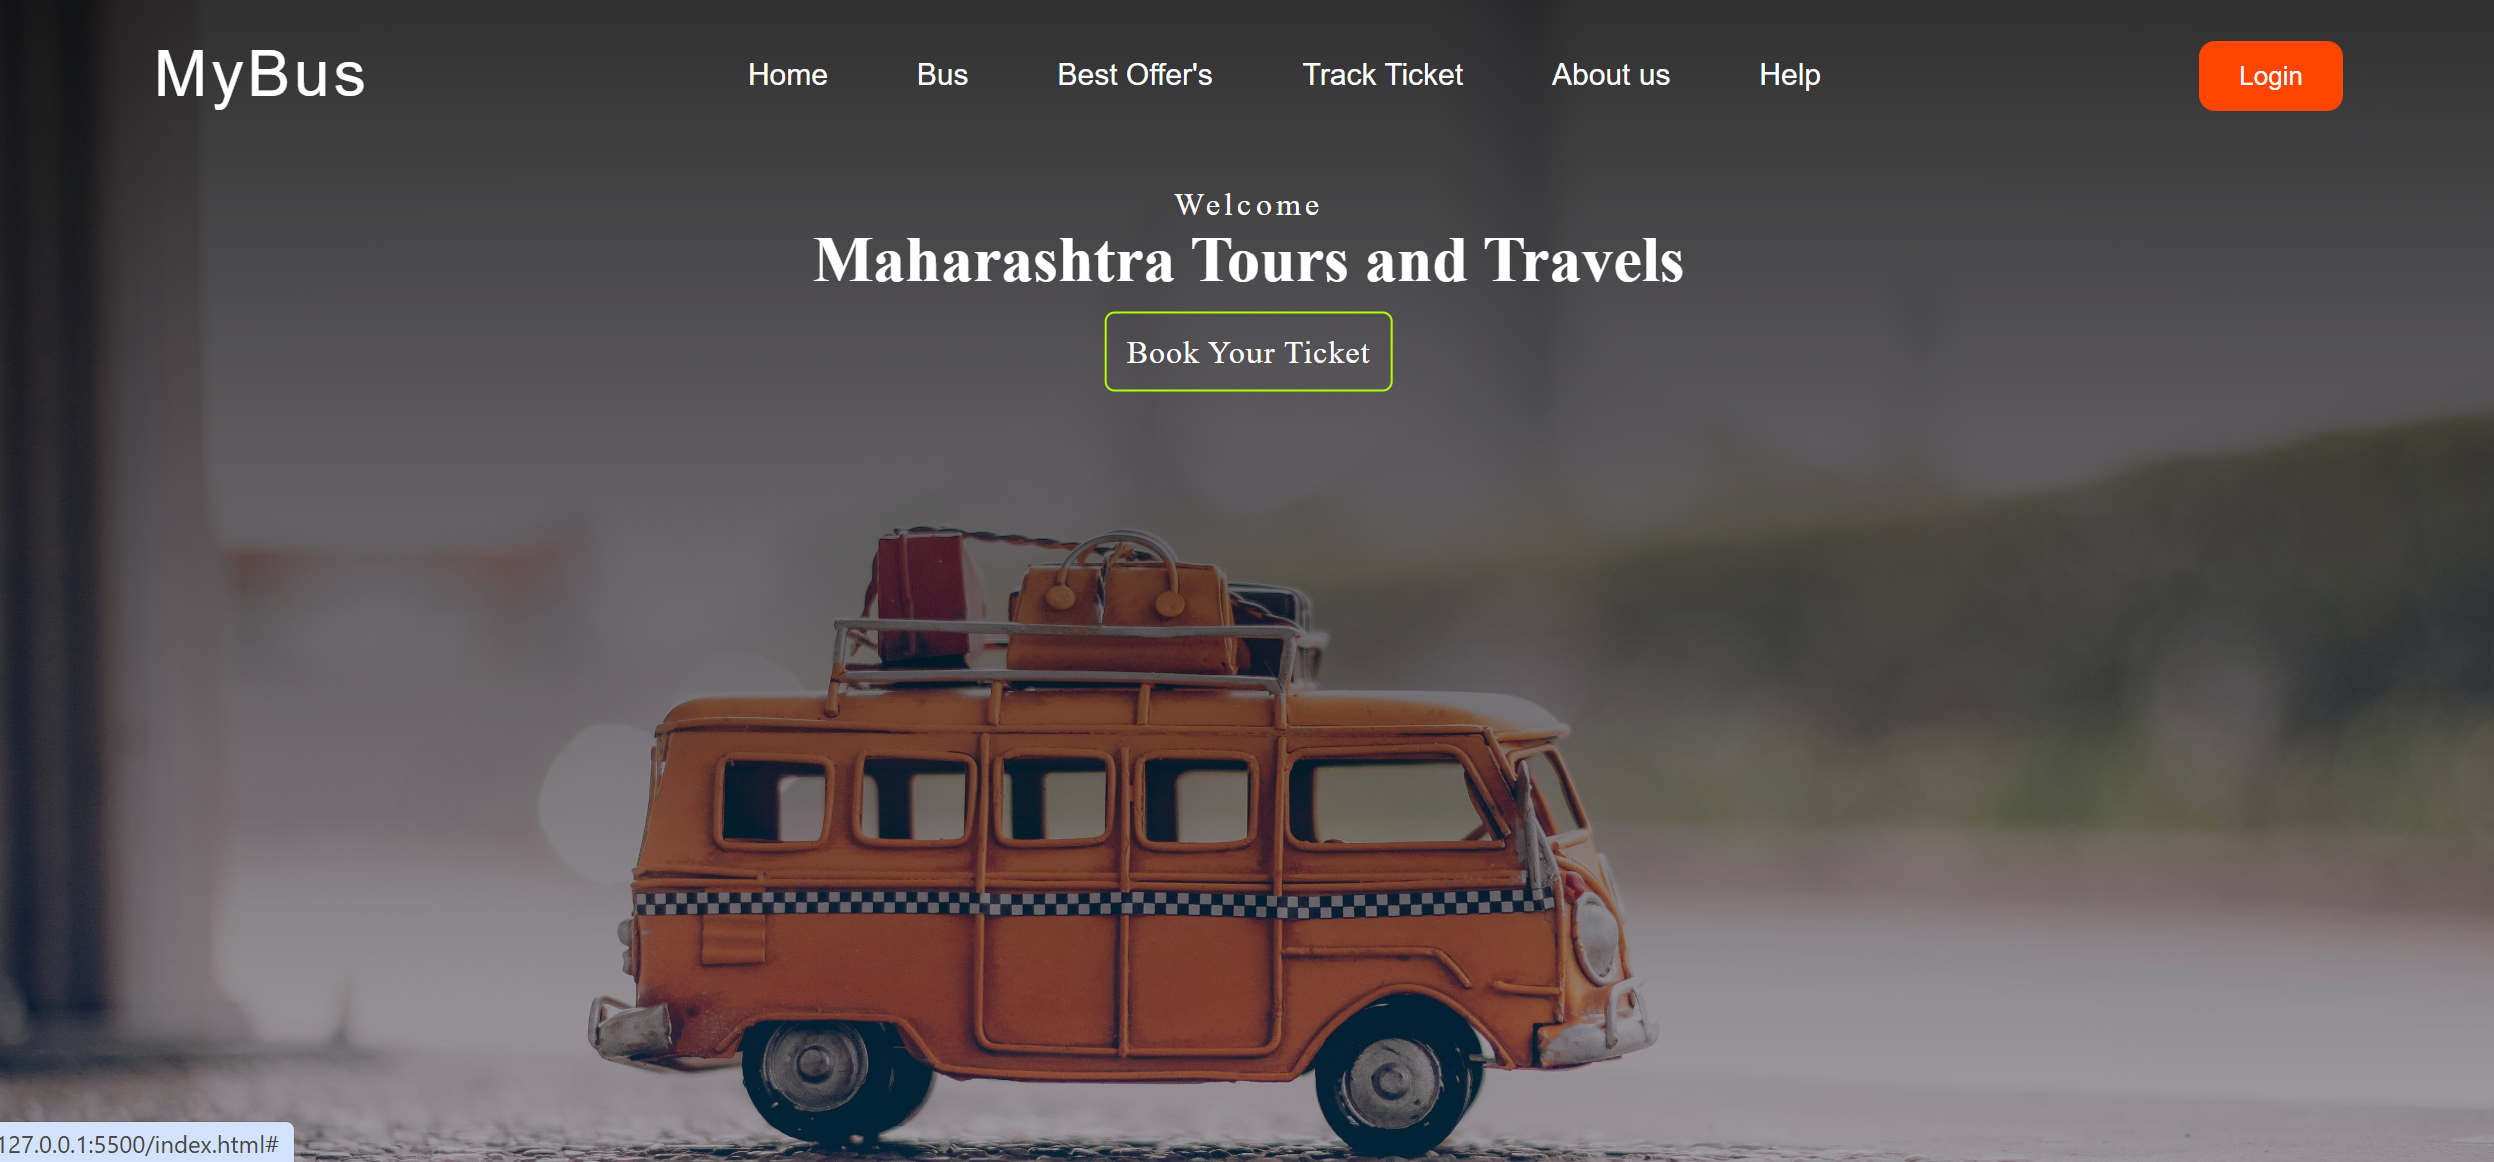 MyBus
Home Bus Best Offer's Track Ticket About us Help
Login
Welcome
Maharashtra Tours and Travels
Book Your Ticket
127.0.0.1:5500/index.html#